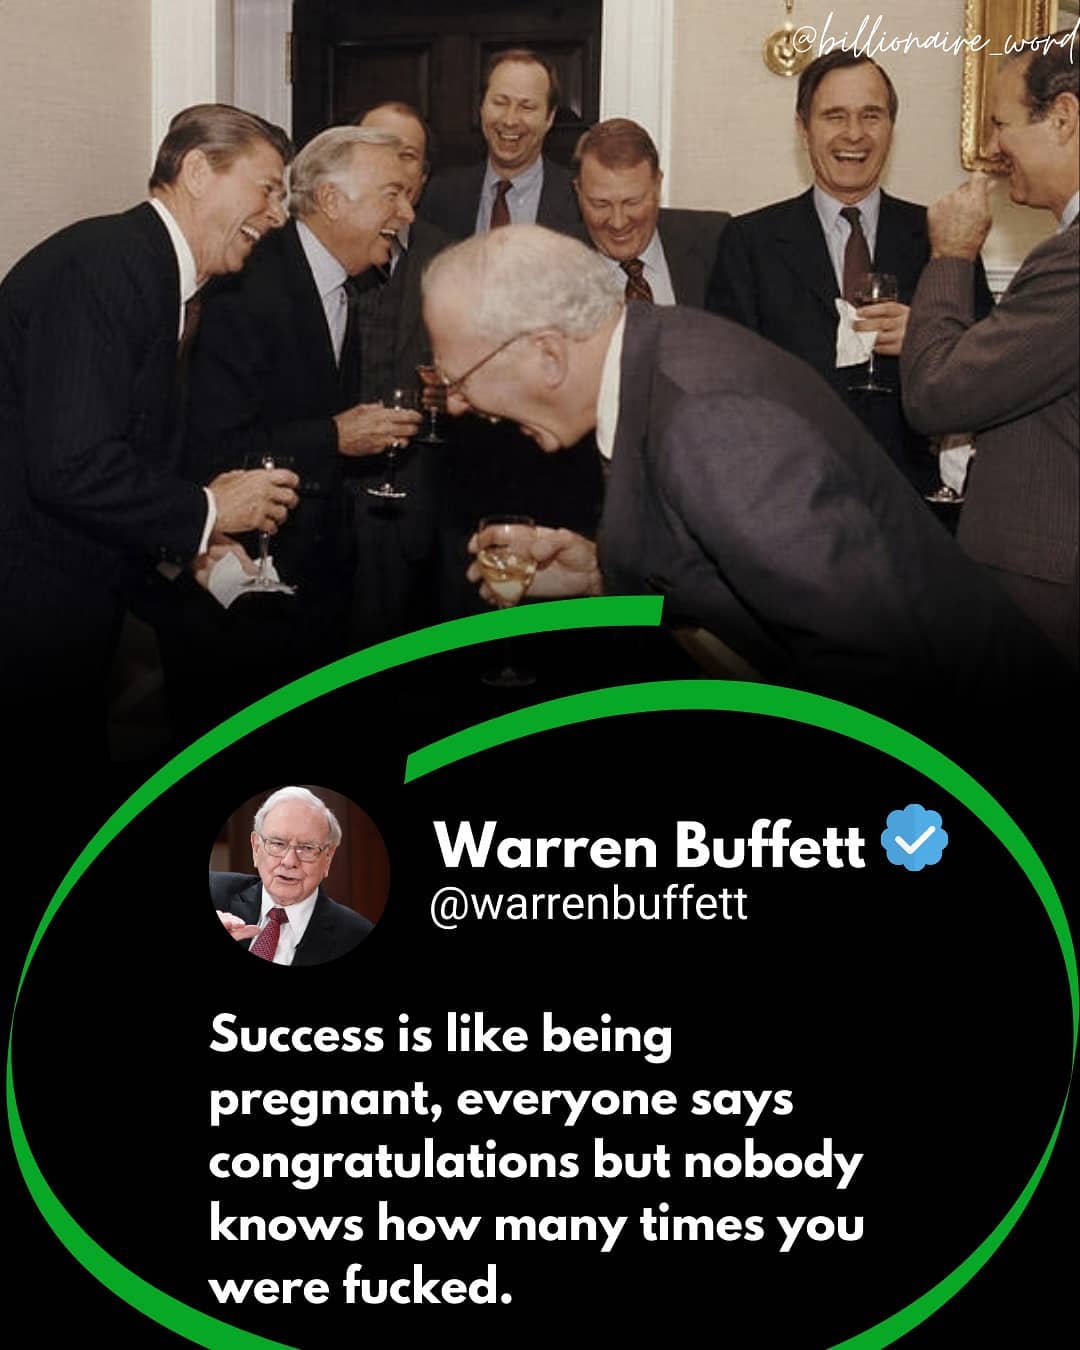 @billionaire_word
Warren Buffett
@warrenbuffett
Success is like being
pregnant, everyone says
congratulations but nobody
knows how many times you
were fucked.